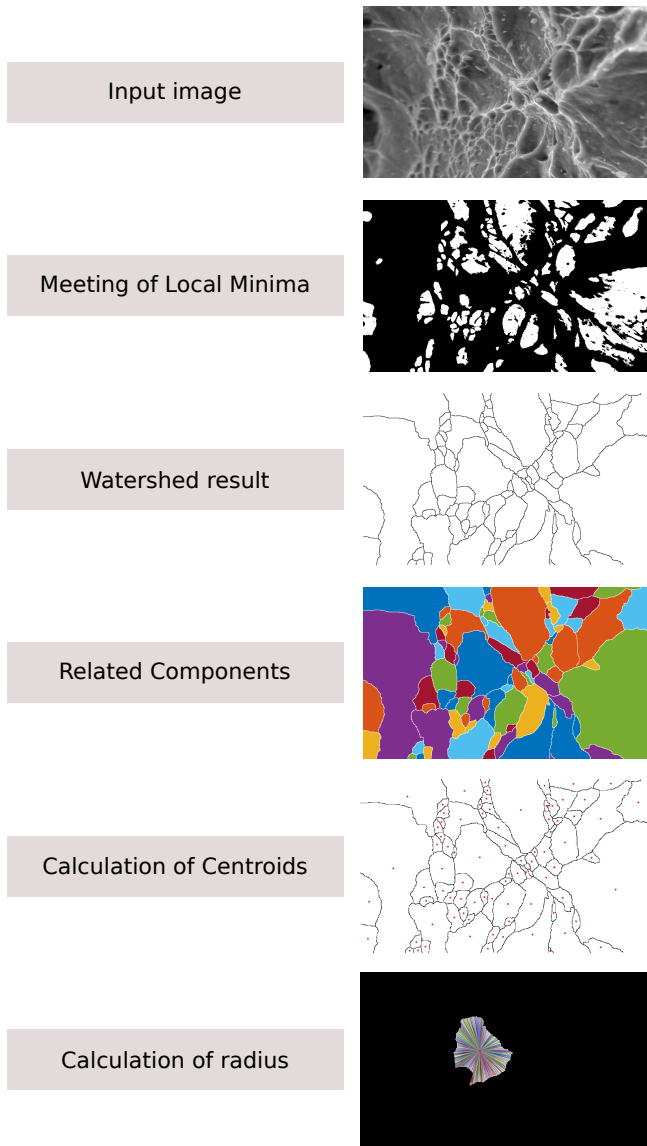 Input image
Meeting of Local Minima
Watershed result
Related Components
Calculation of Centroids
Calculation of radius